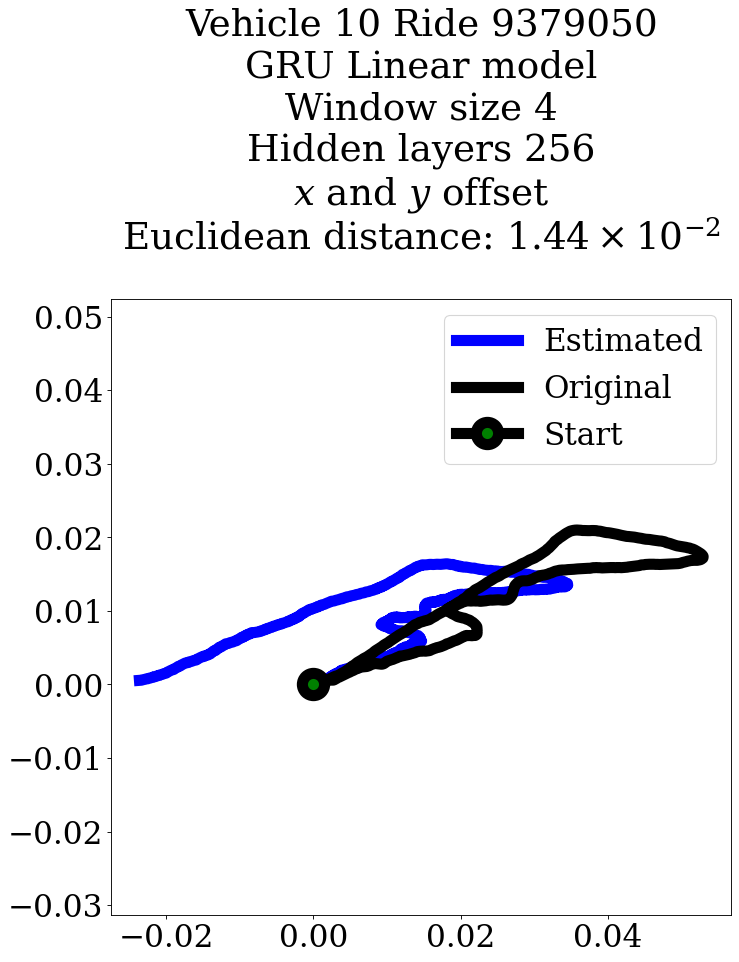 Vehicle 10 Ride 9379050
GRU Linear model
Window size 4
Hidden layers 256
x and y offset
Euclidean distance: 1.44 × 10⁻²
0.05
0.04
0.03
0.02
0.01
0.00
−0.01
−0.02
−0.03
Estimated
Original
Start
−0.02 0.00 0.02 0.04